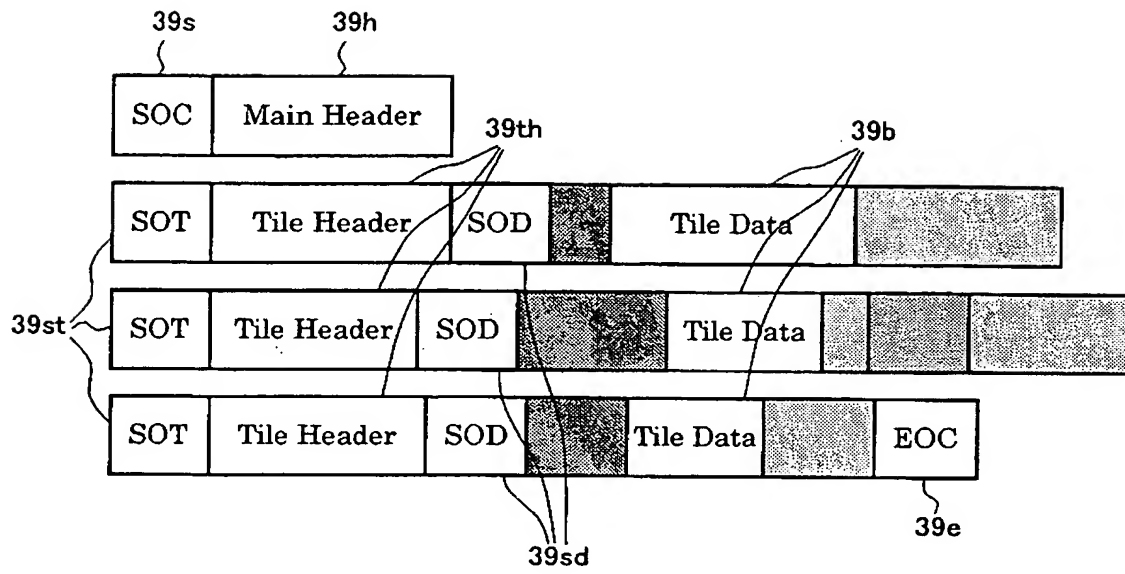 39s 39h
SOC Main Header
39th 39b
SOT Tile Header SOD Tile Data
39st SOT Tile Header SOD Tile Data
SOT Tile Header SOD Tile Data EOC
39sd 39e